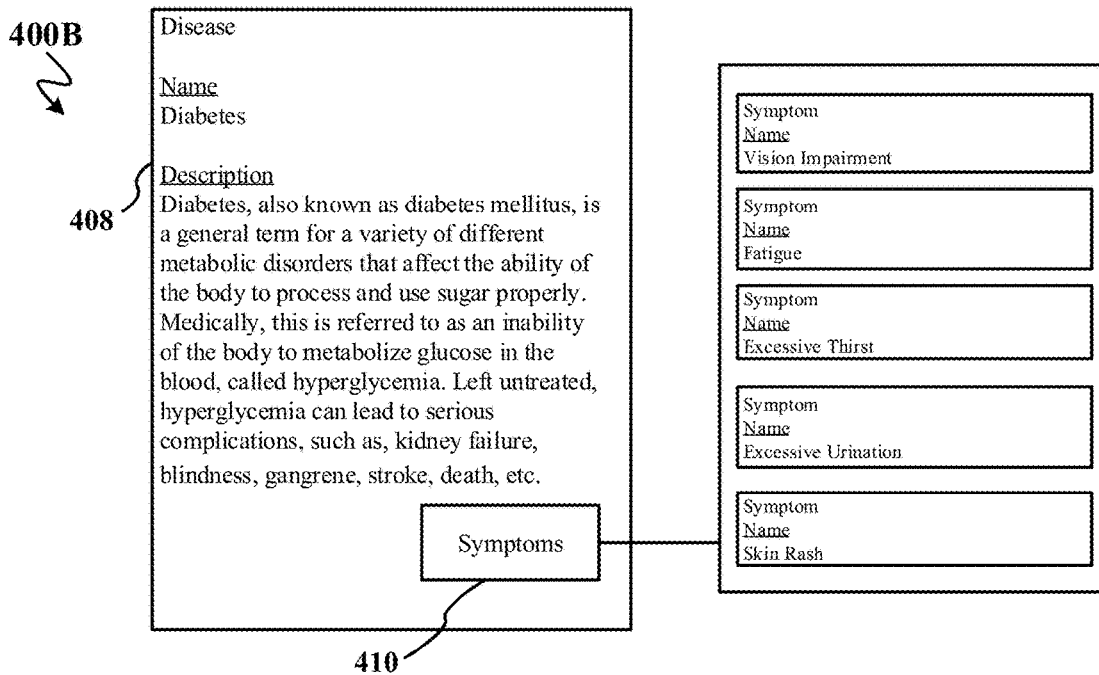 400B
Disease
Name
Diabetes
Description
408
Diabetes, also known as diabetes mellitus, is
a general term for a variety of different
metabolic disorders that affect the ability of
the body to process and use sugar properly.
Medically, this is referred to as an inability
of the body to metabolize glucose in the
blood, called hyperglycemia. Left untreated,
hyperglycemia can lead to serious
complications, such as, kidney failure,
blindness, gangrene, stroke, death, etc.
Symptoms
410
Symptom
Name
Vision Impairment
Symptom
Name
Fatigue
Symptom
Name
Excessive Thirst
Symptom
Name
Excessive Urination
Symptom
Name
Skin Rash